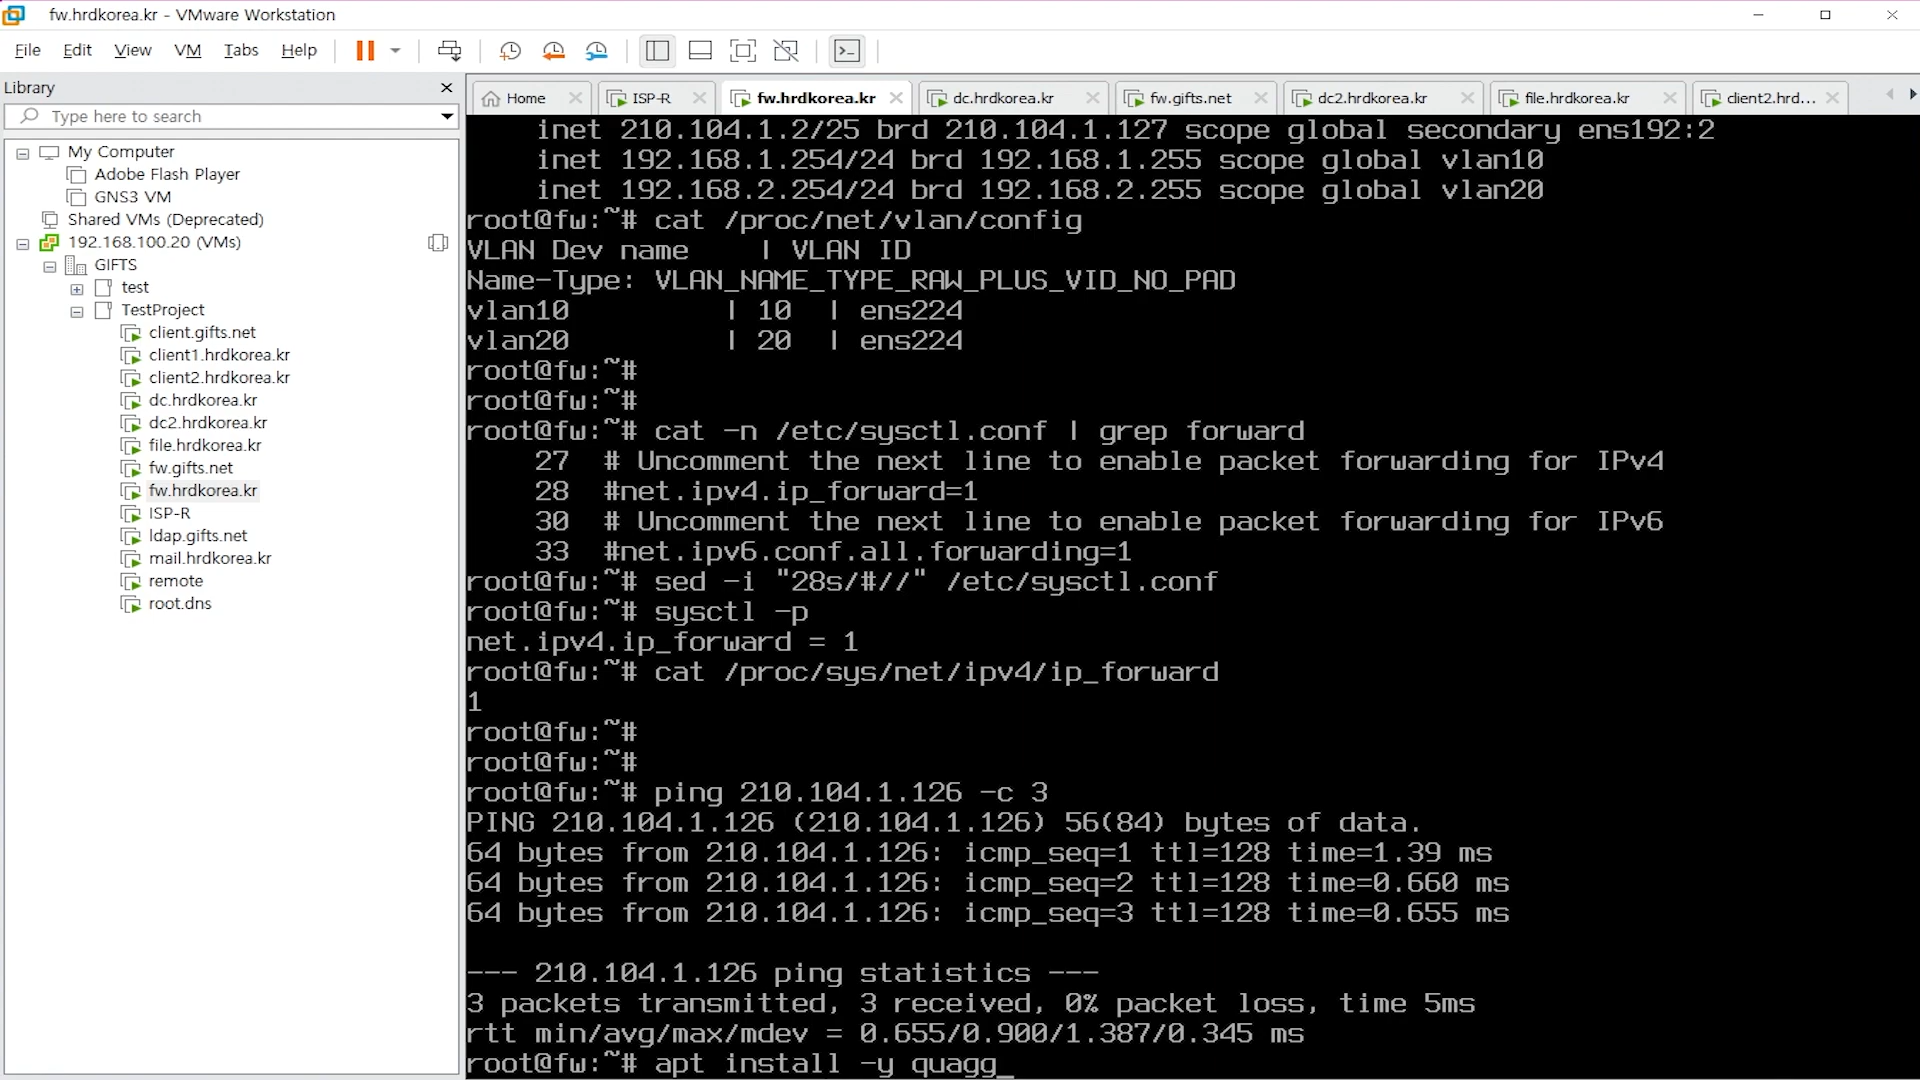 fw.hrdkorea.kr - VMware Workstation
File Edit View VM Tabs Help
Library
Type here to search
My Computer
Adobe Flash Player
GNS3 VM
Shared VMs (Deprecated)
192.168.100.20 (VMs)
GIFTS
test
TestProject
client.gifts.net
client1.hrdkorea.kr
client2.hrdkorea.kr
dc.hrdkorea.kr
dc2.hrdkorea.kr
file.hrdkorea.kr
fw.gifts.net
fw.hrdkorea.kr
ISP-R
ldap.gifts.net
mail.hrdkorea.kr
remote
root.dns
Home ISP-R fw.hrdkorea.kr dc.hrdkorea.kr fw.gifts.net dc2.hrdkorea.kr file.hrdkorea.kr client2.hrd...
inet 210.104.1.2/25 brd 210.104.1.127 scope global secondary ens192:2
inet 192.168.1.254/24 brd 192.168.1.255 scope global vlan10
inet 192.168.2.254/24 brd 192.168.2.255 scope global vlan20
root@fw:~# cat /proc/net/vlan/config
VLAN Dev name    | VLAN ID
Name-Type: VLAN_NAME_TYPE_RAW_PLUS_VID_NO_PAD
vlan10         | 10  | ens224
vlan20         | 20  | ens224
root@fw:~#
root@fw:~#
root@fw:~# cat -n /etc/sysctl.conf | grep forward
27  # Uncomment the next line to enable packet forwarding for IPv4
28  #net.ipv4.ip_forward=1
30  # Uncomment the next line to enable packet forwarding for IPv6
33  #net.ipv6.conf.all.forwarding=1
root@fw:~# sed -i "28s/#//" /etc/sysctl.conf
root@fw:~# sysctl -p
net.ipv4.ip_forward = 1
root@fw:~# cat /proc/sys/net/ipv4/ip_forward
1
root@fw:~#
root@fw:~#
root@fw:~# ping 210.104.1.126 -c 3
PING 210.104.1.126 (210.104.1.126) 56(84) bytes of data.
64 bytes from 210.104.1.126: icmp_seq=1 ttl=128 time=1.39 ms
64 bytes from 210.104.1.126: icmp_seq=2 ttl=128 time=0.660 ms
64 bytes from 210.104.1.126: icmp_seq=3 ttl=128 time=0.655 ms
--- 210.104.1.126 ping statistics ---
3 packets transmitted, 3 received, 0% packet loss, time 5ms
rtt min/avg/max/mdev = 0.655/0.900/1.387/0.345 ms
root@fw:~# apt install -y quagg_